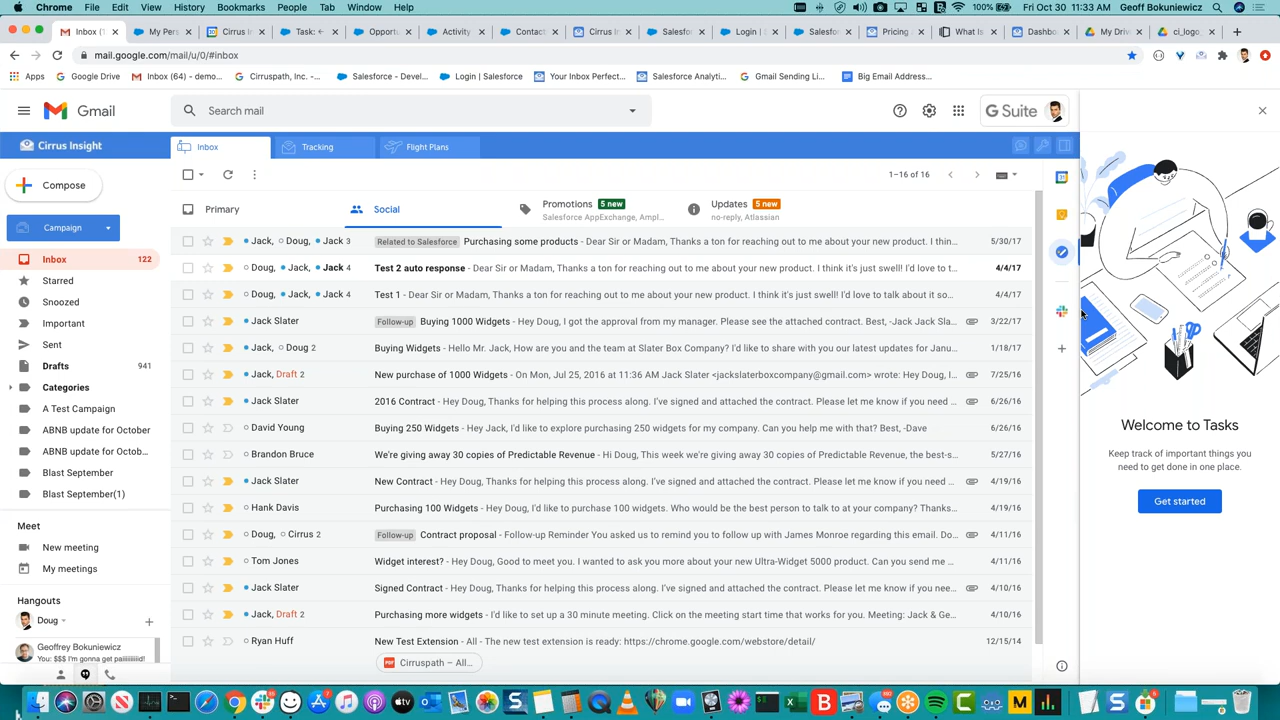 Chrome File Edit View History Bookmarks People Tab Window Help 100% Fri Oct 30 11:33 AM Geoff Bokuniewicz
Inbox (1 My Pers Cirrus In Task: Opportu Activity Contact Cirrus In Salesfo Login | Salesfo Pricing What Is Dashbo My Driv ci_logo
mail.google.com/mail/u/0/#inbox
Apps Google Drive Inbox (64) - demo... Cirruspath, Inc. -... Salesforce - Devel... Login | Salesforce Your Inbox Perfect... Salesforce Analyti... Gmail Sending Li... Big Email Address...
Gmail Search mail G Suite
Cirrus Insight Inbox Tracking Flight Plans
Compose
1–16 of 16
Primary Social Promotions 5 new Updates 5 new
Salesforce AppExchange, Ampl... no-reply, Atlassian
Campaign
Inbox 122
Starred
Snoozed
Important
Sent
Drafts 941
Categories
A Test Campaign
ABNB update for October
ABNB update for Octob...
Blast September
Blast September(1)
Meet
New meeting
My meetings
Hangouts
Doug
Geoffrey Bokuniewicz
You: $$$ I'm gonna get paiiiiiiiiid!
Jack, Doug, Jack 3 Related to Salesforce Purchasing some products - Dear Sir or Madam, Thanks a ton for reaching out to me about your new product. I thin... 5/30/17
Doug, Jack, Jack 4 Test 2 auto response - Dear Sir or Madam, Thanks a ton for reaching out to me about your new product. I think it's just swell! I'd love to t... 4/4/17
Doug, Jack, Jack 4 Test 1 - Dear Sir or Madam, Thanks a ton for reaching out to me about your new product. I think it's just swell! I'd love to talk about it so... 4/4/17
Jack Slater Follow-up Buying 1000 Widgets - Hey Doug, I got the approval from my manager. Please see the attached contract. Best, -Jack Jack Sla... 3/22/17
Jack, Doug 2 Buying Widgets - Hello Mr. Jack, How are you and the team at Slater Box Company? I'd like to share with you our latest updates for Janu... 1/18/17
Jack, Draft 2 New purchase of 1000 Widgets - On Mon, Jul 25, 2016 at 11:36 AM Jack Slater <jackslaterboxcompany@gmail.com> wrote: Hey Doug, I... 7/25/16
Jack Slater 2016 Contract - Hey Doug, Thanks for helping this process along. I've signed and attached the contract. Please let me know if you need ... 6/26/16
David Young Buying 250 Widgets - Hey Jack, I'd like to explore purchasing 250 widgets for my company. Can you help me with that? Best, -Dave 6/26/16
Brandon Bruce We're giving away 30 copies of Predictable Revenue - Hi Doug, This week we're giving away 30 copies of Predictable Revenue, the best-s... 5/27/16
Jack Slater New Contract - Hey Doug, Thanks for helping this process along. I've signed and attached the contract. Please let me know if you need ... 4/19/16
Hank Davis Purchasing 100 Widgets - Hey Doug, I'd like to purchase 100 widgets. Who would be the best person to talk to at your company? Thanks... 4/19/16
Doug, Cirrus 2 Follow-up Contract proposal - Follow-up Reminder You asked us to remind you to follow up with James Monroe regarding this email. Do... 4/11/16
Tom Jones Widget interest? - Hey Doug, Good to meet you. I wanted to ask you more about your new Ultra-Widget 5000 product. Can you send me ... 4/11/16
Jack Slater Signed Contract - Hey Doug, Thanks for helping this process along. I've signed and attached the contract. Please let me know if you nee... 4/10/16
Jack, Draft 2 Purchasing more widgets - I'd like to set up a 30 minute meeting. Click on the meeting start time that works for you. Meeting: Jack & Ge... 4/10/16
Ryan Huff New Test Extension - All - The new test extension is ready: https://chrome.google.com/webstore/detail/ 12/15/14
PDF Cirruspath – All...
Welcome to Tasks
Keep track of important things you
need to get done in one place.
Get started